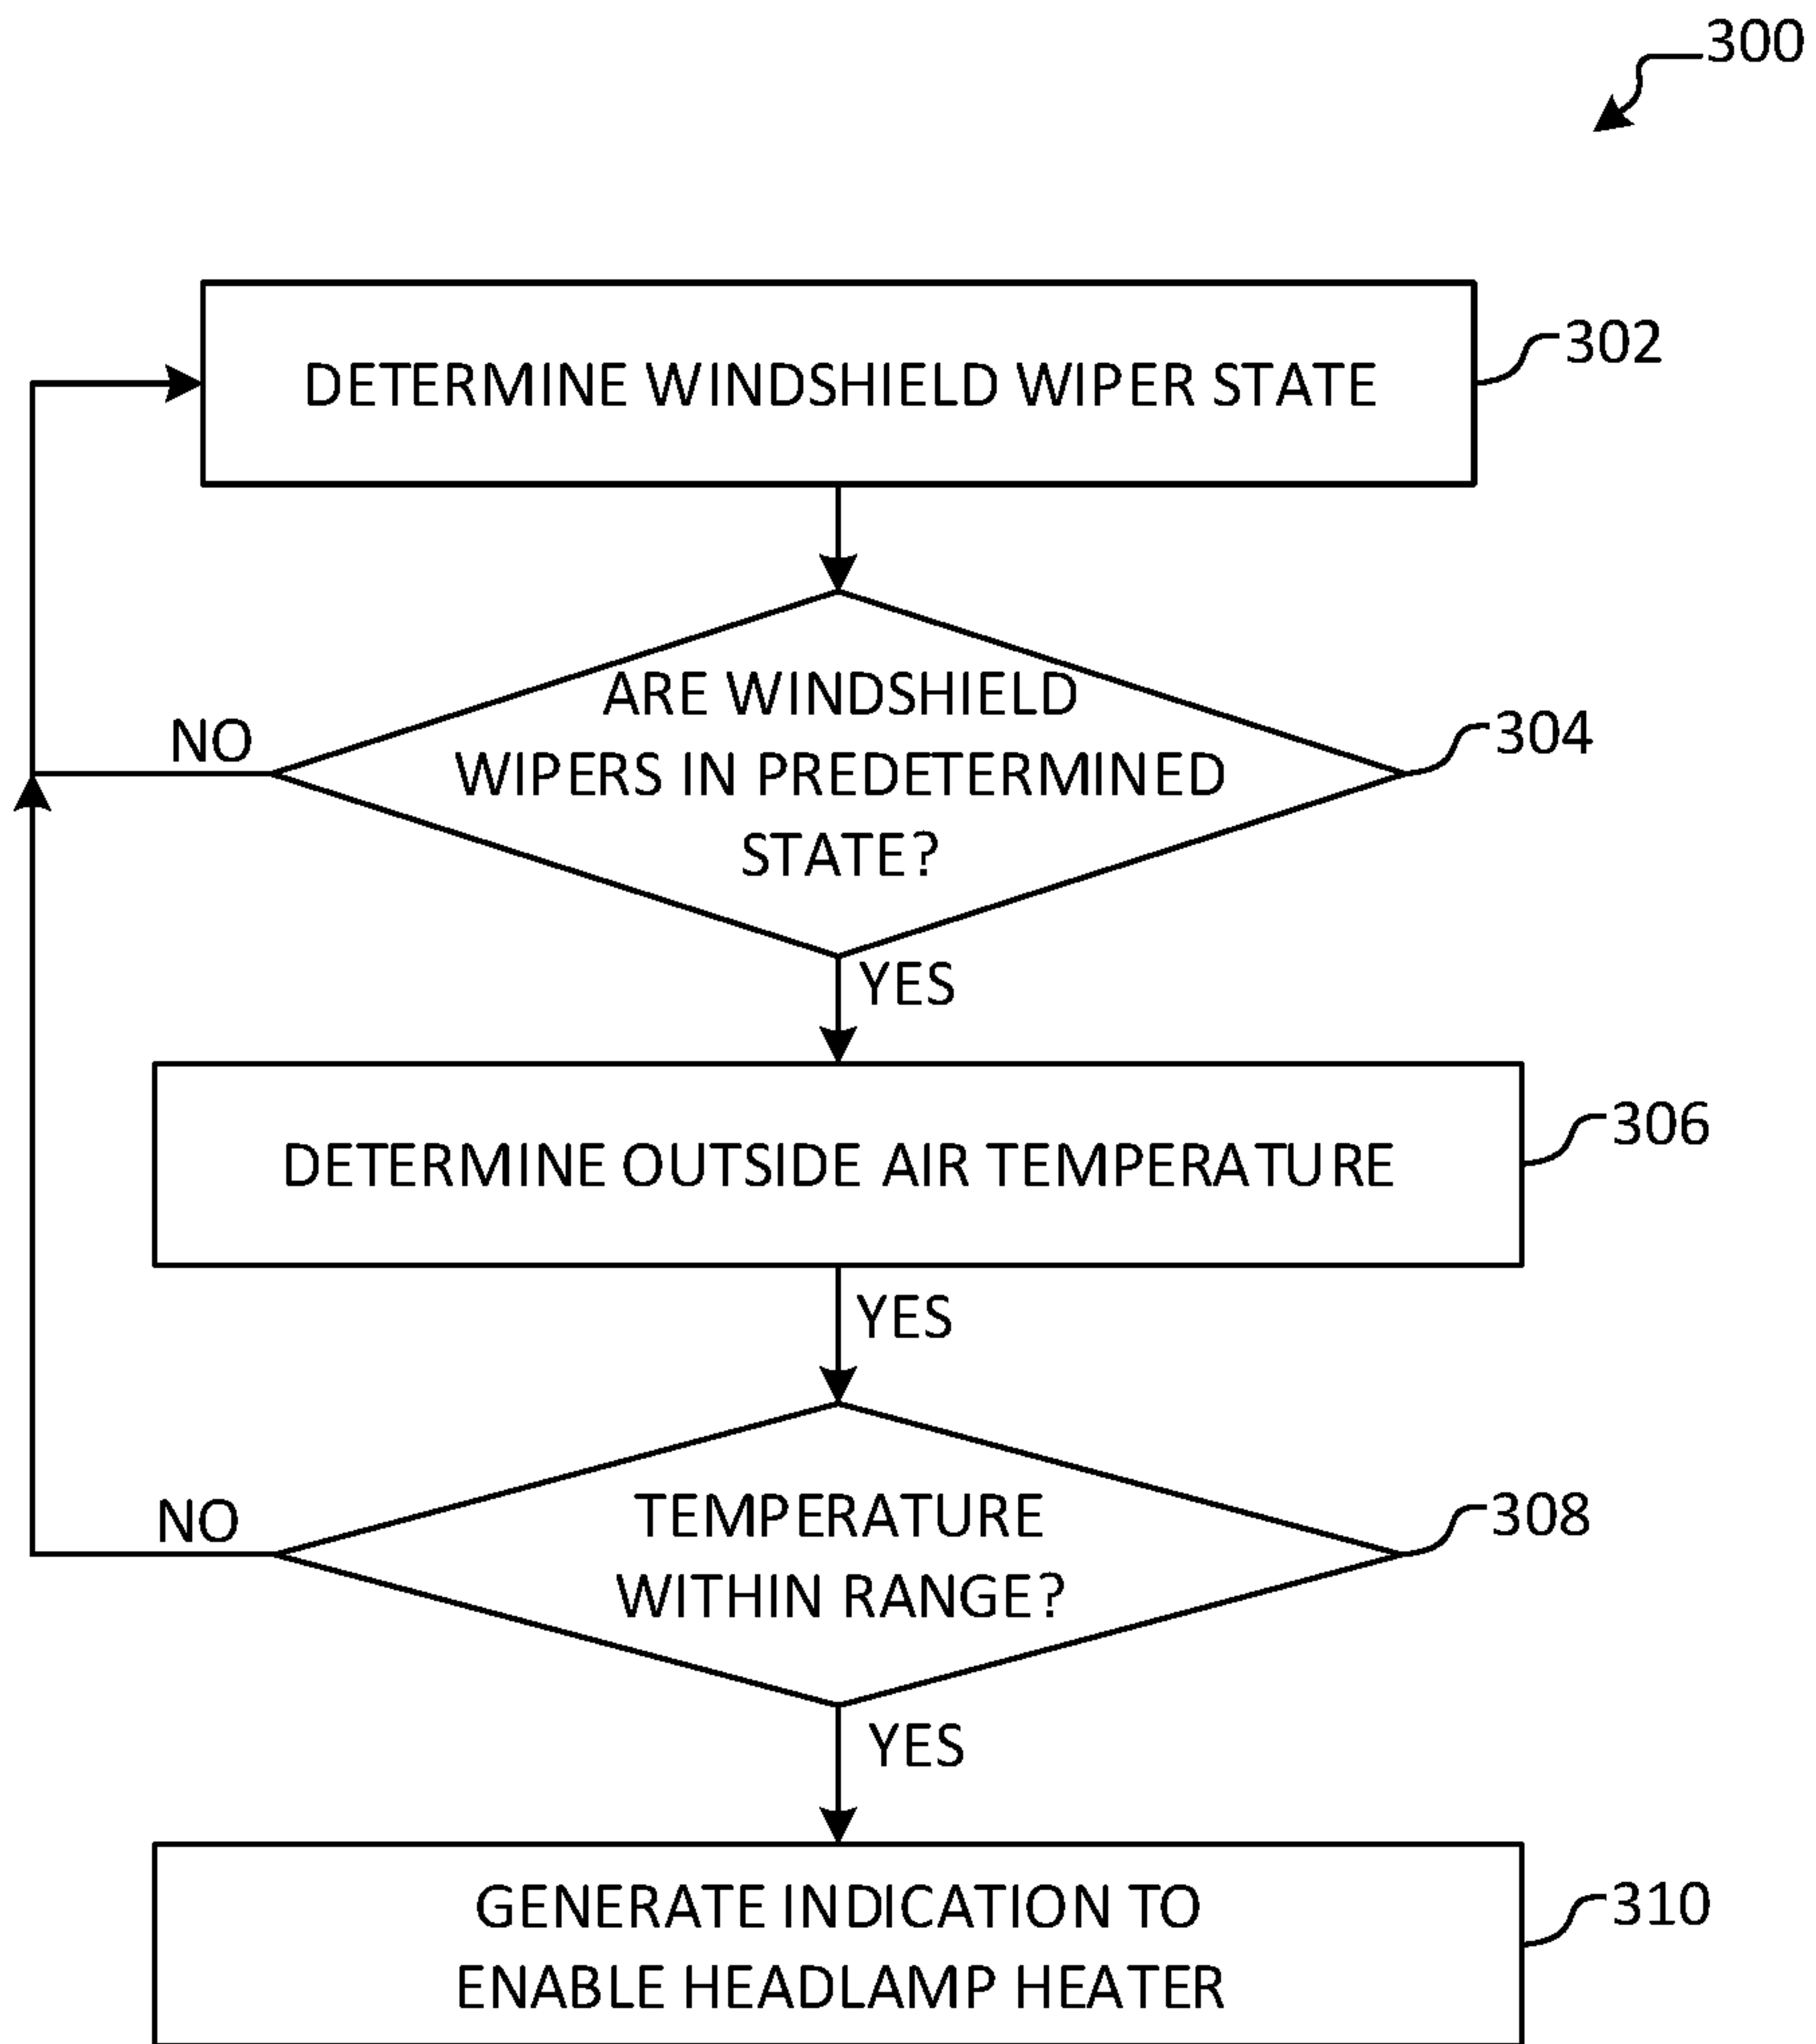 300
DETERMINE WINDSHIELD WIPER STATE
302
ARE WINDSHIELD
WIPERS IN PREDETERMINED
STATE?
304
NO
YES
DETERMINE OUTSIDE AIR TEMPERATURE
306
YES
TEMPERATURE
WITHIN RANGE?
308
NO
YES
GENERATE INDICATION TO
ENABLE HEADLAMP HEATER
310